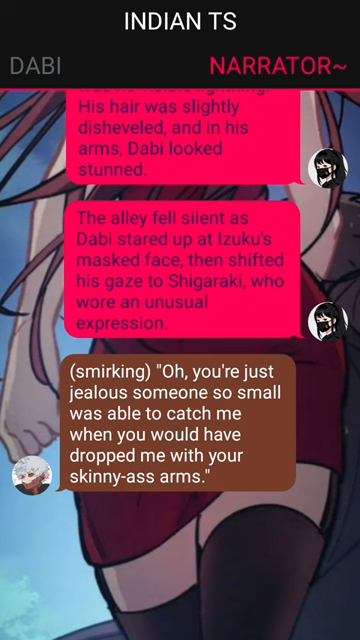 INDIAN TS
DABI
NARRATOR~
His hair was slightly
disheveled, and in his
arms, Dabi looked
stunned.
The alley fell silent as
Dabi stared up at Izuku's
masked face, then shifted
his gaze to Shigaraki, who
wore an unusual
expression.
(smirking) "Oh, you're just
jealous someone so small
was able to catch me
when you would have
dropped me with your
skinny-ass arms."